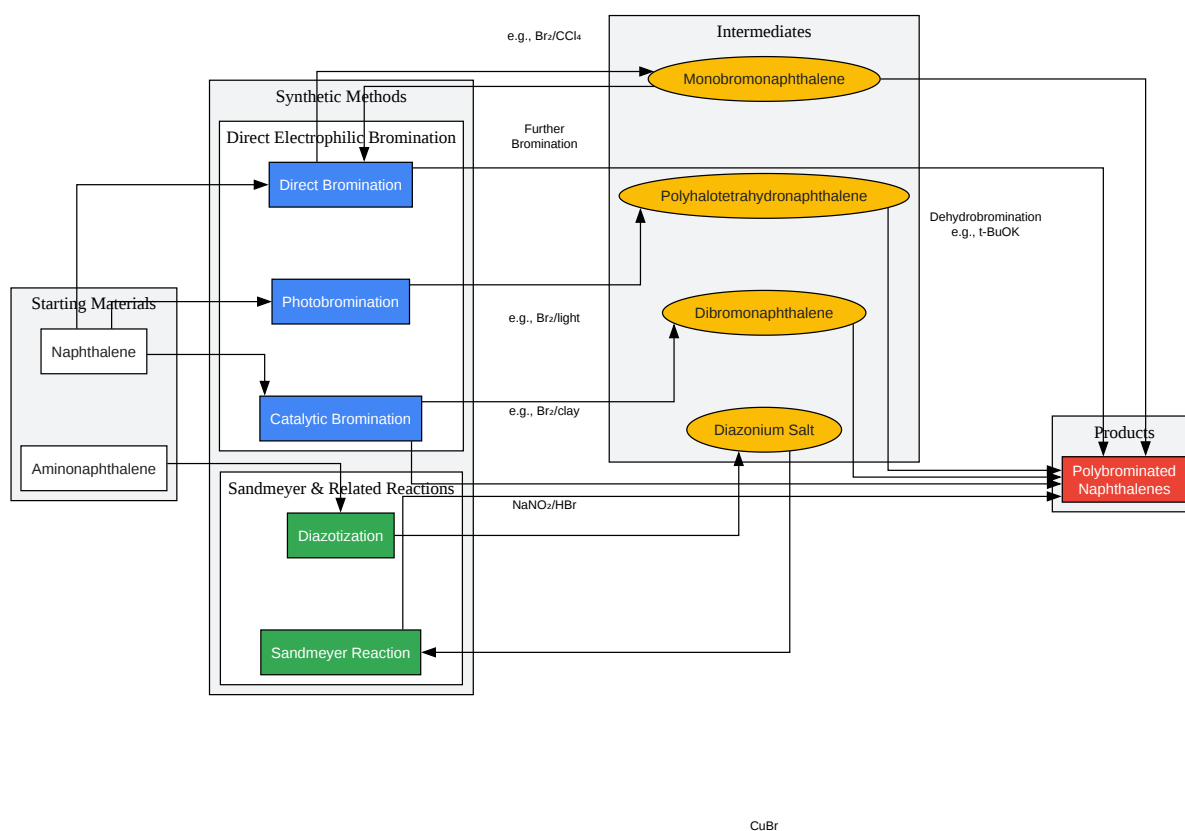 e.g., Br₂/CCl₄
Intermediates
Monobromonaphthalene
Synthetic Methods
Direct Electrophilic Bromination
Further
Bromination
Direct Bromination
Polyhalotetrahydronaphthalene
Dehydrobromination
e.g., t-BuOK
Starting Materials
Photobromination
e.g., Br₂/light
Dibromonaphthalene
Naphthalene
Catalytic Bromination
e.g., Br₂/clay
Diazonium Salt
Products
Aminonaphthalene
Polybrominated
Naphthalenes
Sandmeyer & Related Reactions
NaNO₂/HBr
Diazotization
Sandmeyer Reaction
CuBr